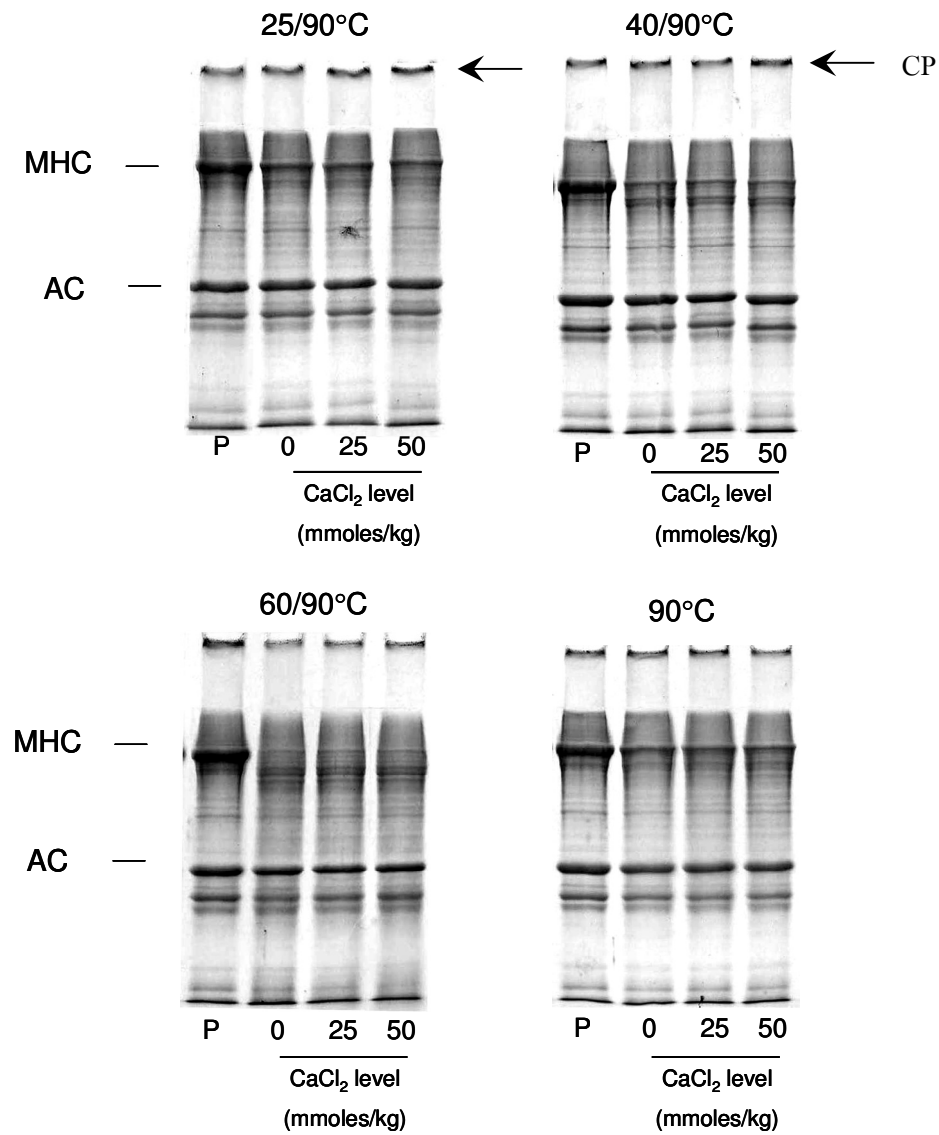 25/90°C
40/90°C
CP
MHC
AC
P 0 25 50
CaCl₂ level
(mmoles/kg)
P 0 25 50
CaCl₂ level
(mmoles/kg)
60/90°C
90°C
MHC
AC
P 0 25 50
CaCl₂ level
(mmoles/kg)
P 0 25 50
CaCl₂ level
(mmoles/kg)